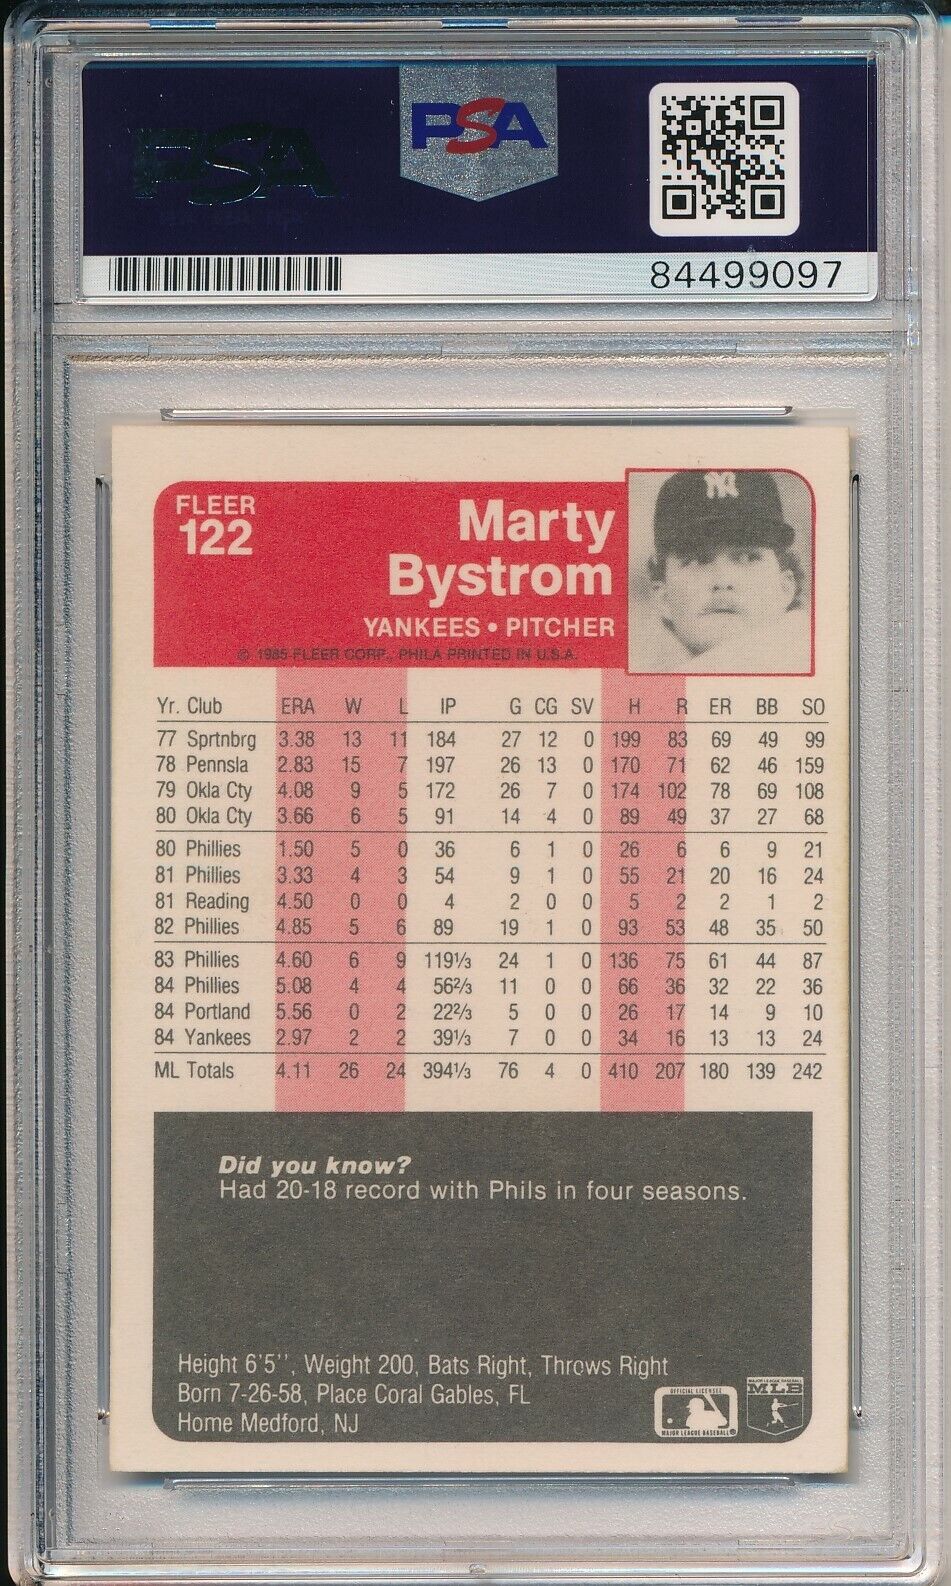 PSA
PSA
84499097
FLEER
122
Marty
Bystrom
YANKEES • PITCHER
© 1985 FLEER CORP., PHILA PRINTED IN U.S.A.
Yr. Club ERA W L IP G CG SV H R ER BB SO
77 Sprtnbrg 3.38 13 11 184 27 12 0 199 83 69 49 99
78 Pennsla 2.83 15 7 197 26 13 0 170 71 62 46 159
79 Okla Cty 4.08 9 5 172 26 7 0 174 102 78 69 108
80 Okla Cty 3.66 6 5 91 14 4 0 89 49 37 27 68
80 Phillies 1.50 5 0 36 6 1 0 26 6 6 9 21
81 Phillies 3.33 4 3 54 9 1 0 55 21 20 16 24
81 Reading 4.50 0 0 4 2 0 0 5 2 2 1 2
82 Phillies 4.85 5 6 89 19 1 0 93 53 48 35 50
83 Phillies 4.60 6 9 119⅓ 24 1 0 136 75 61 44 87
84 Phillies 5.08 4 4 56⅔ 11 0 0 66 36 32 22 36
84 Portland 5.56 0 2 22⅔ 5 0 0 26 17 14 9 10
84 Yankees 2.97 2 2 39⅓ 7 0 0 34 16 13 13 24
ML Totals 4.11 26 24 394⅓ 76 4 0 410 207 180 139 242
Did you know?
Had 20-18 record with Phils in four seasons.
Height 6'5'', Weight 200, Bats Right, Throws Right
Born 7-26-58, Place Coral Gables, FL
Home Medford, NJ
OFFICIAL LICENSEE
MAJOR LEAGUE BASEBALL®
MAJOR LEAGUE BASEBALL
MLB